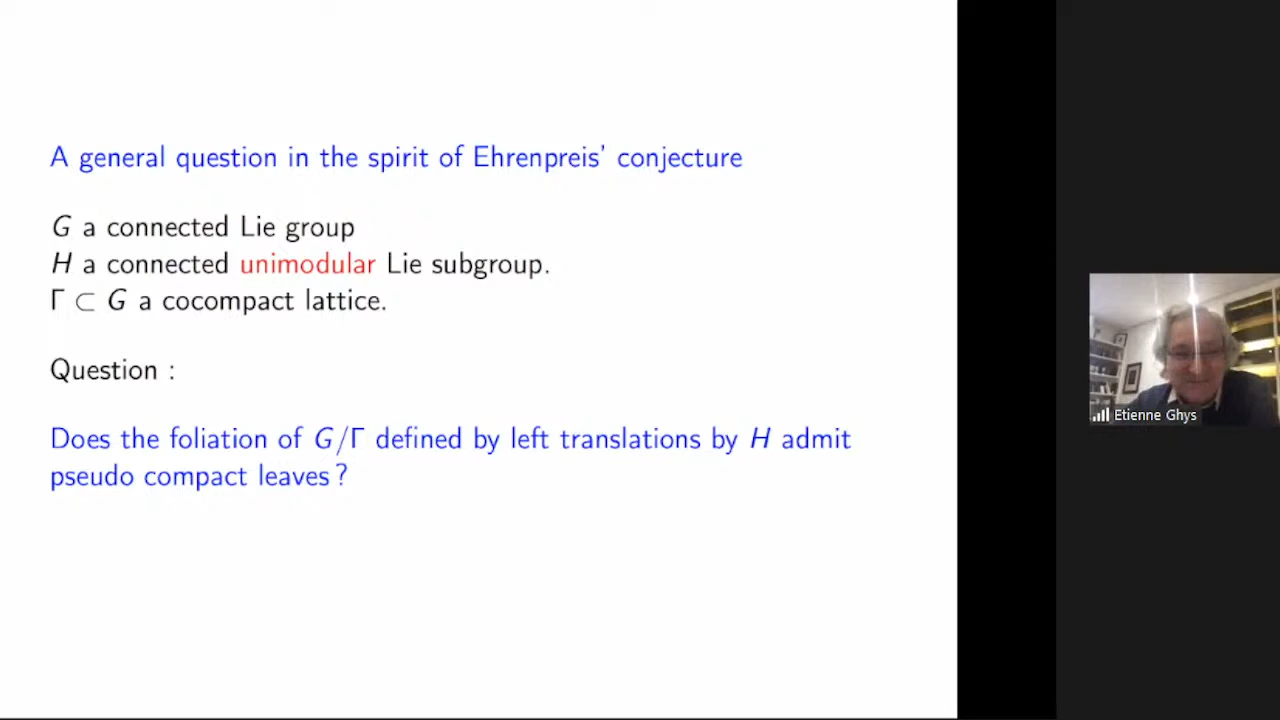 A general question in the spirit of Ehrenpreis' conjecture
G a connected Lie group
H a connected unimodular Lie subgroup.
Γ ⊂ G a cocompact lattice.
Question :
Does the foliation of G/Γ defined by left translations by H admit
pseudo compact leaves ?
Etienne Ghys